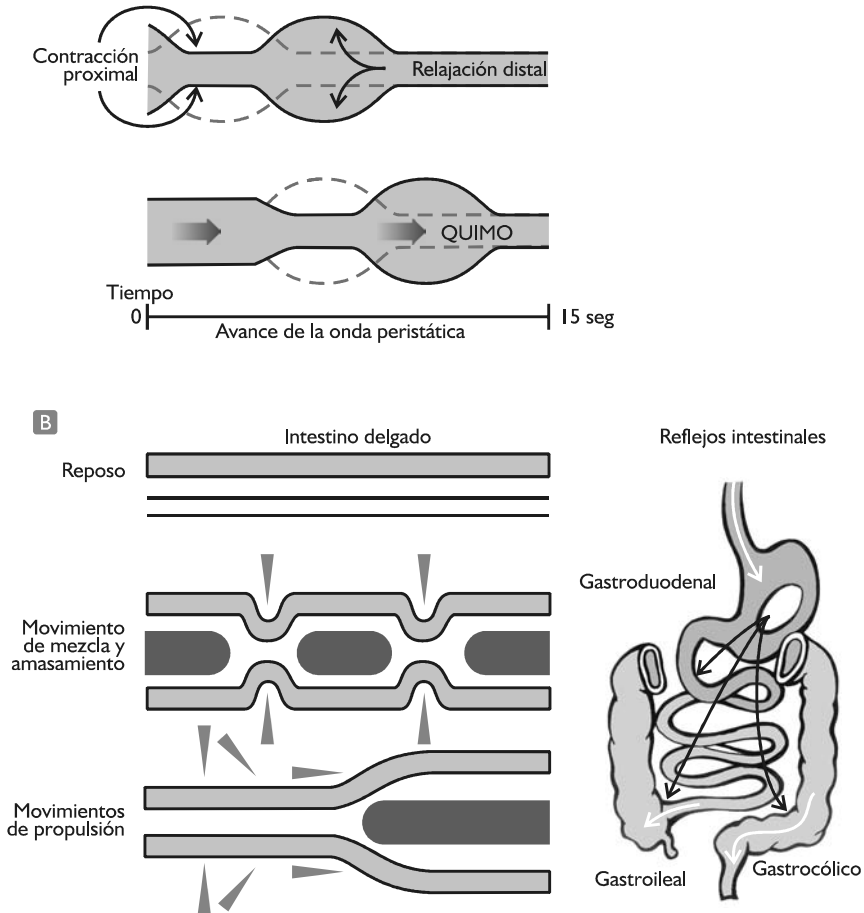 Contracción
proximal
Relajación distal
QUIMO
Tiempo
0
15 seg
Avance de la onda peristática
B
Intestino delgado
Reflejos intestinales
Reposo
Gastroduodenal
Movimiento
de mezcla y
amasamiento
Movimientos
de propulsión
Gastroileal
Gastrocólico